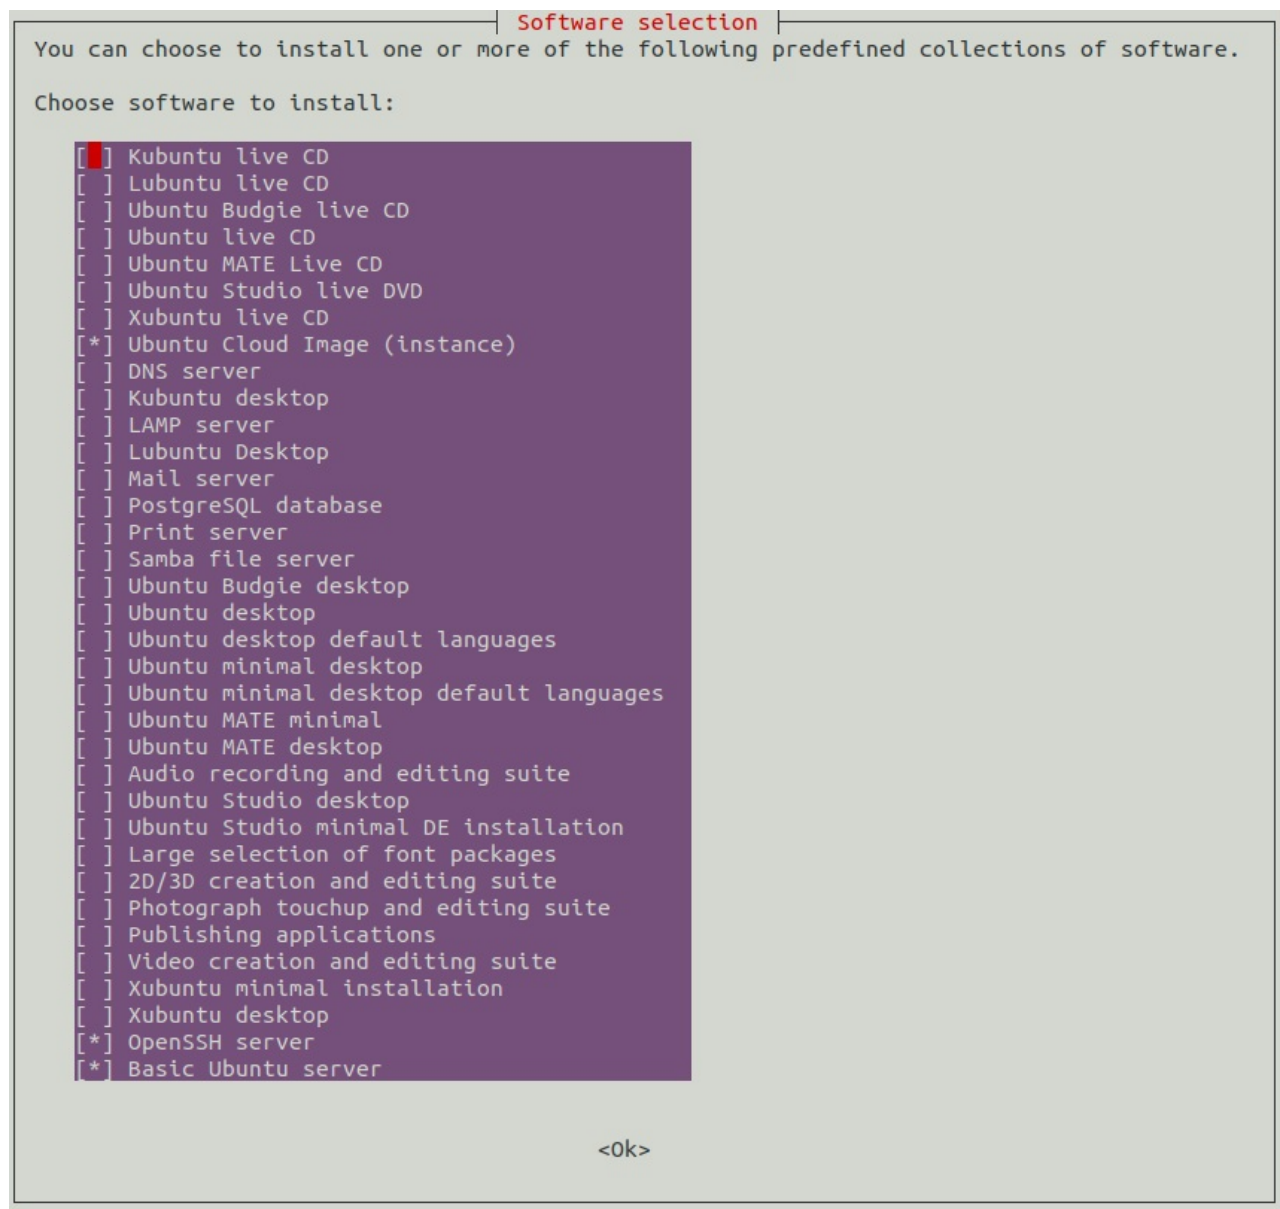 Software selection
You can choose to install one or more of the following predefined collections of software.
Choose software to install:
[ ] Kubuntu live CD
[ ] Lubuntu live CD
[ ] Ubuntu Budgie live CD
[ ] Ubuntu live CD
[ ] Ubuntu MATE Live CD
[ ] Ubuntu Studio live DVD
[ ] Xubuntu live CD
[*] Ubuntu Cloud Image (instance)
[ ] DNS server
[ ] Kubuntu desktop
[ ] LAMP server
[ ] Lubuntu Desktop
[ ] Mail server
[ ] PostgreSQL database
[ ] Print server
[ ] Samba file server
[ ] Ubuntu Budgie desktop
[ ] Ubuntu desktop
[ ] Ubuntu desktop default languages
[ ] Ubuntu minimal desktop
[ ] Ubuntu minimal desktop default languages
[ ] Ubuntu MATE minimal
[ ] Ubuntu MATE desktop
[ ] Audio recording and editing suite
[ ] Ubuntu Studio desktop
[ ] Ubuntu Studio minimal DE installation
[ ] Large selection of font packages
[ ] 2D/3D creation and editing suite
[ ] Photograph touchup and editing suite
[ ] Publishing applications
[ ] Video creation and editing suite
[ ] Xubuntu minimal installation
[ ] Xubuntu desktop
[*] OpenSSH server
[*] Basic Ubuntu server
<Ok>